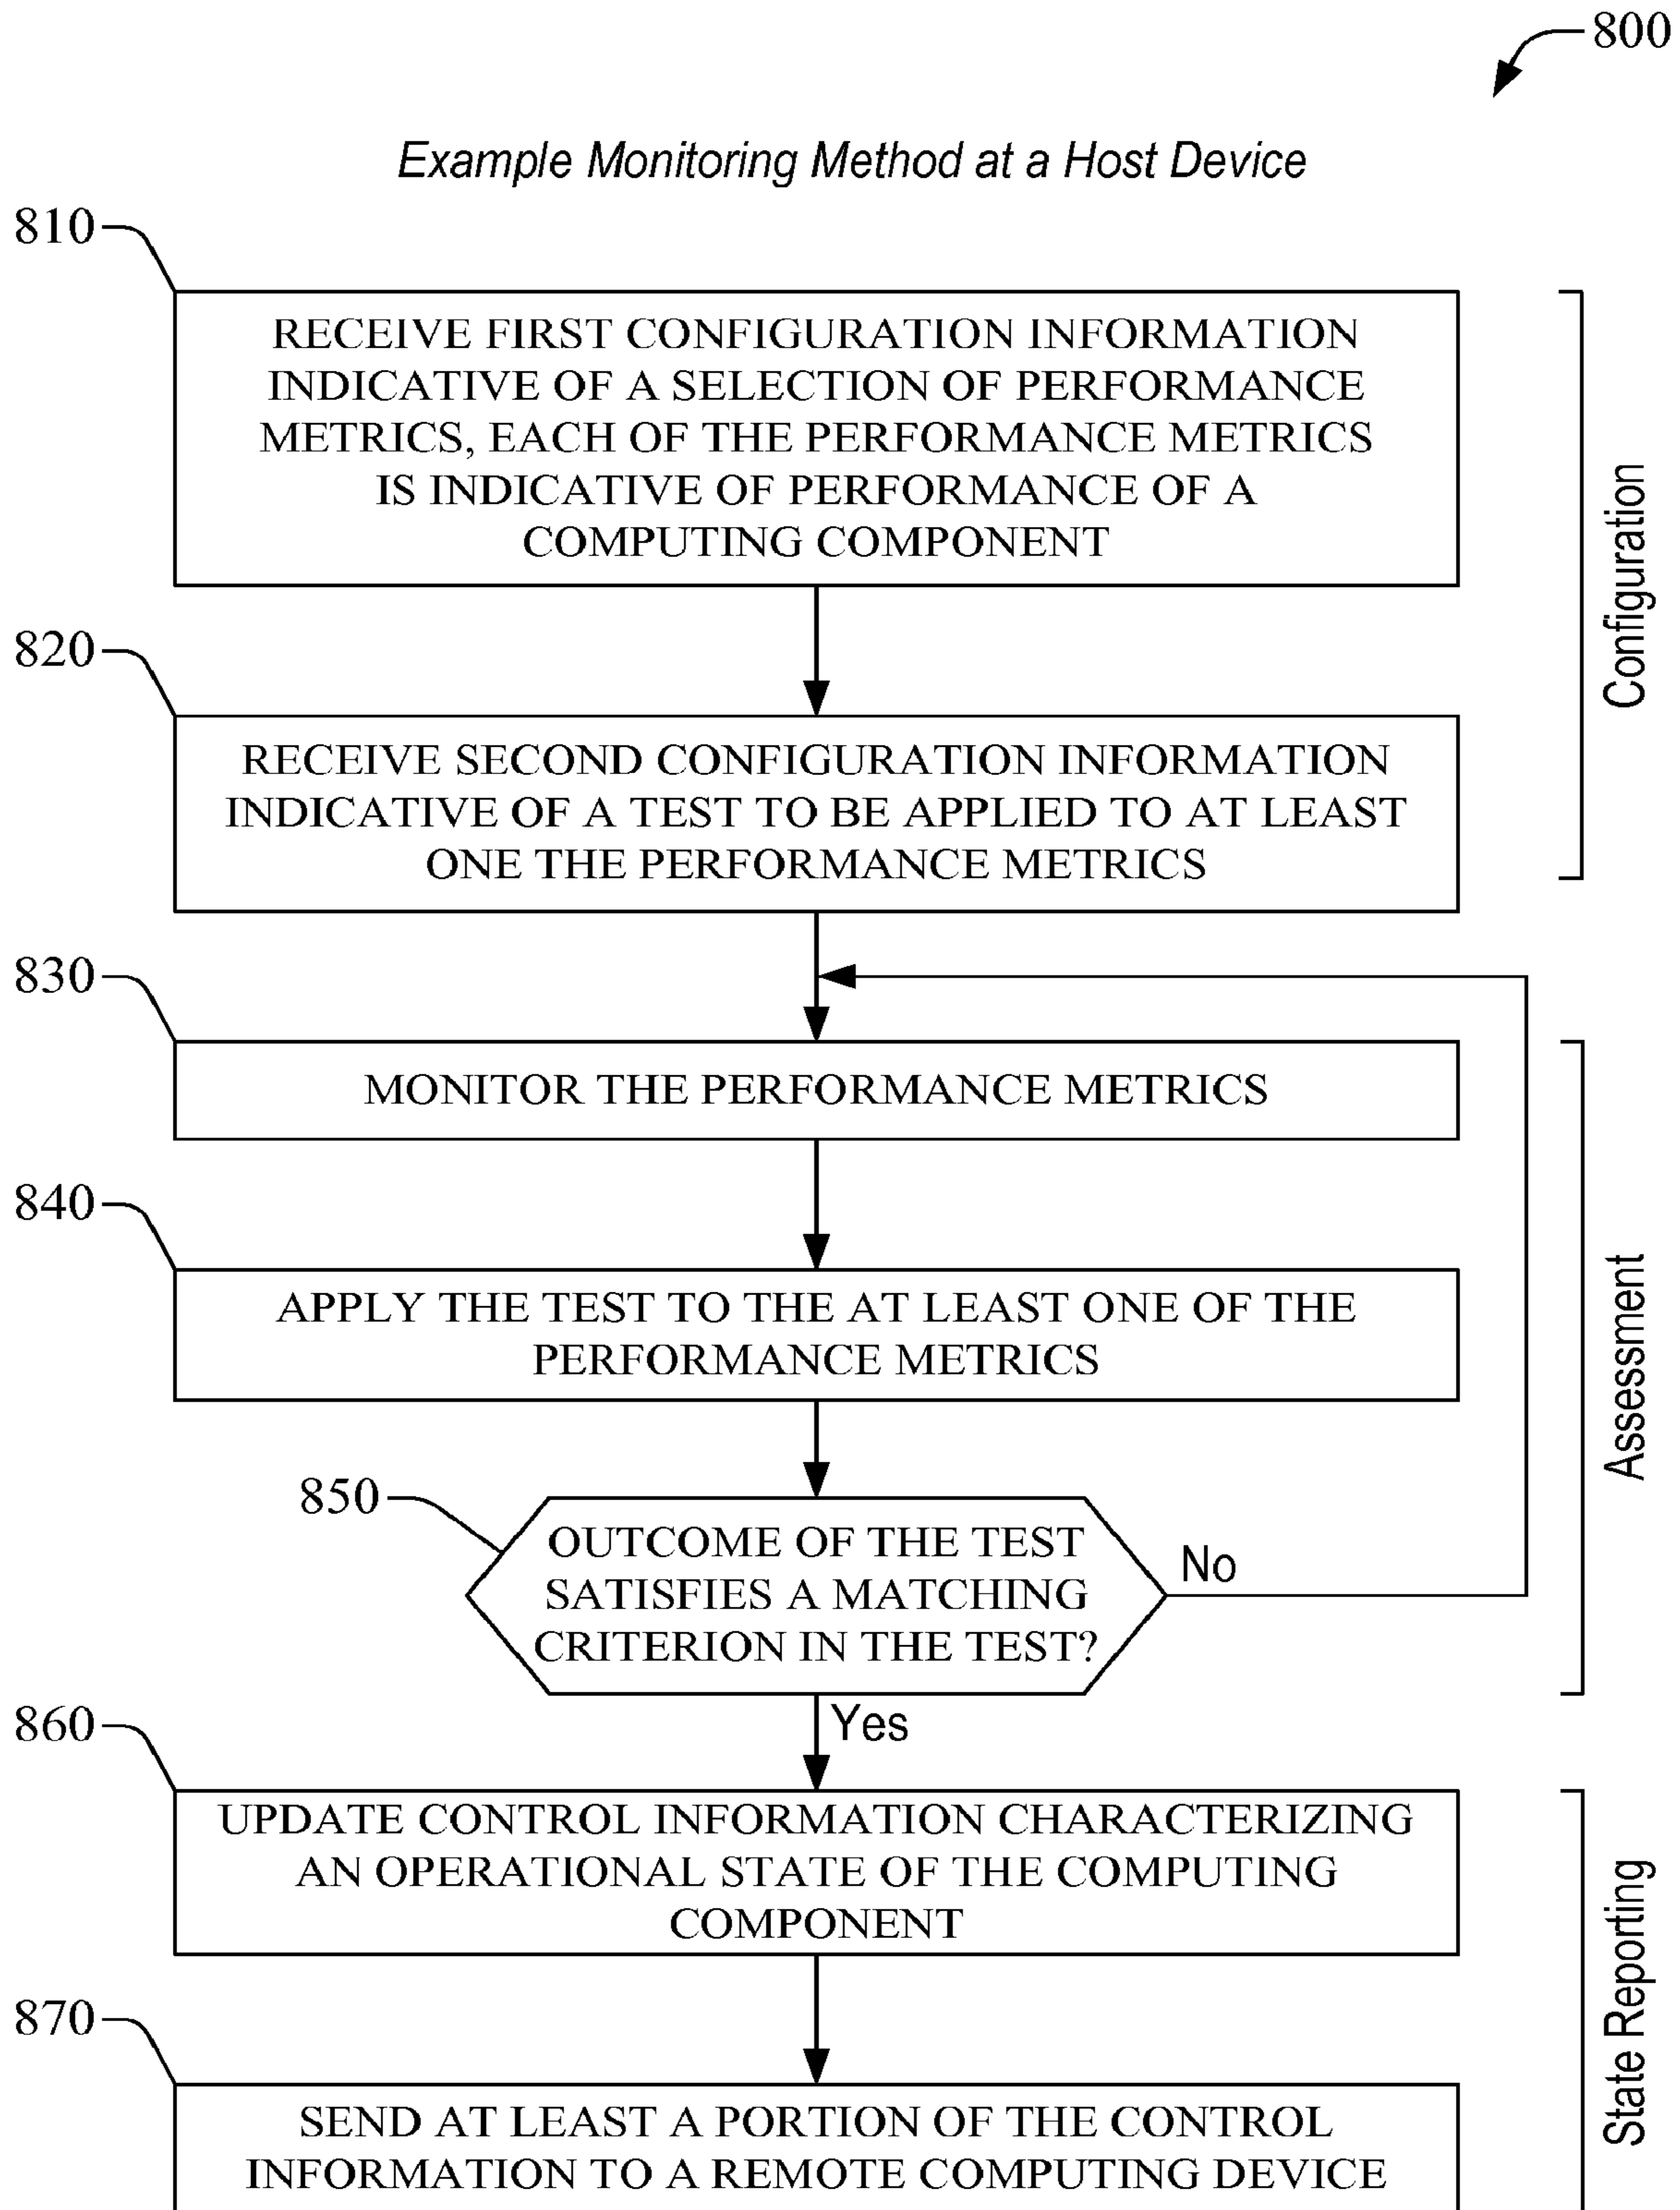 800
Example Monitoring Method at a Host Device
810
RECEIVE FIRST CONFIGURATION INFORMATION
INDICATIVE OF A SELECTION OF PERFORMANCE
METRICS, EACH OF THE PERFORMANCE METRICS
IS INDICATIVE OF PERFORMANCE OF A
COMPUTING COMPONENT
Configuration
820
RECEIVE SECOND CONFIGURATION INFORMATION
INDICATIVE OF A TEST TO BE APPLIED TO AT LEAST
ONE THE PERFORMANCE METRICS
830
MONITOR THE PERFORMANCE METRICS
840
APPLY THE TEST TO THE AT LEAST ONE OF THE
PERFORMANCE METRICS
Assessment
850
OUTCOME OF THE TEST
SATISFIES A MATCHING
CRITERION IN THE TEST?
No
Yes
860
UPDATE CONTROL INFORMATION CHARACTERIZING
AN OPERATIONAL STATE OF THE COMPUTING
COMPONENT
State Reporting
870
SEND AT LEAST A PORTION OF THE CONTROL
INFORMATION TO A REMOTE COMPUTING DEVICE